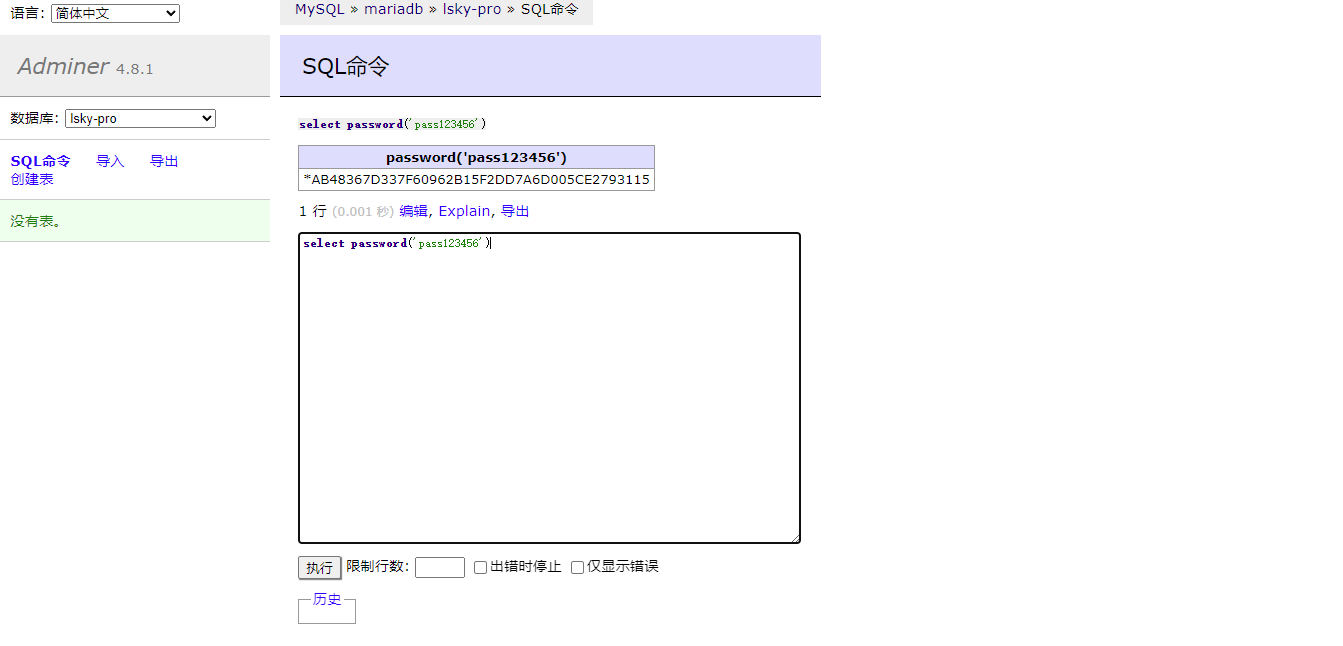 语言： 简体中文
MySQL » mariadb » lsky-pro » SQL命令
Adminer 4.8.1
SQL命令
数据库： lsky-pro
SQL命令 导入 导出
创建表
没有表。
select password('pass123456')
password('pass123456')
*AB48367D337F60962B15F2DD7A6D005CE2793115
1 行 (0.001 秒) 编辑, Explain, 导出
select password('pass123456')
执行 限制行数： 出错时停止 仅显示错误
历史